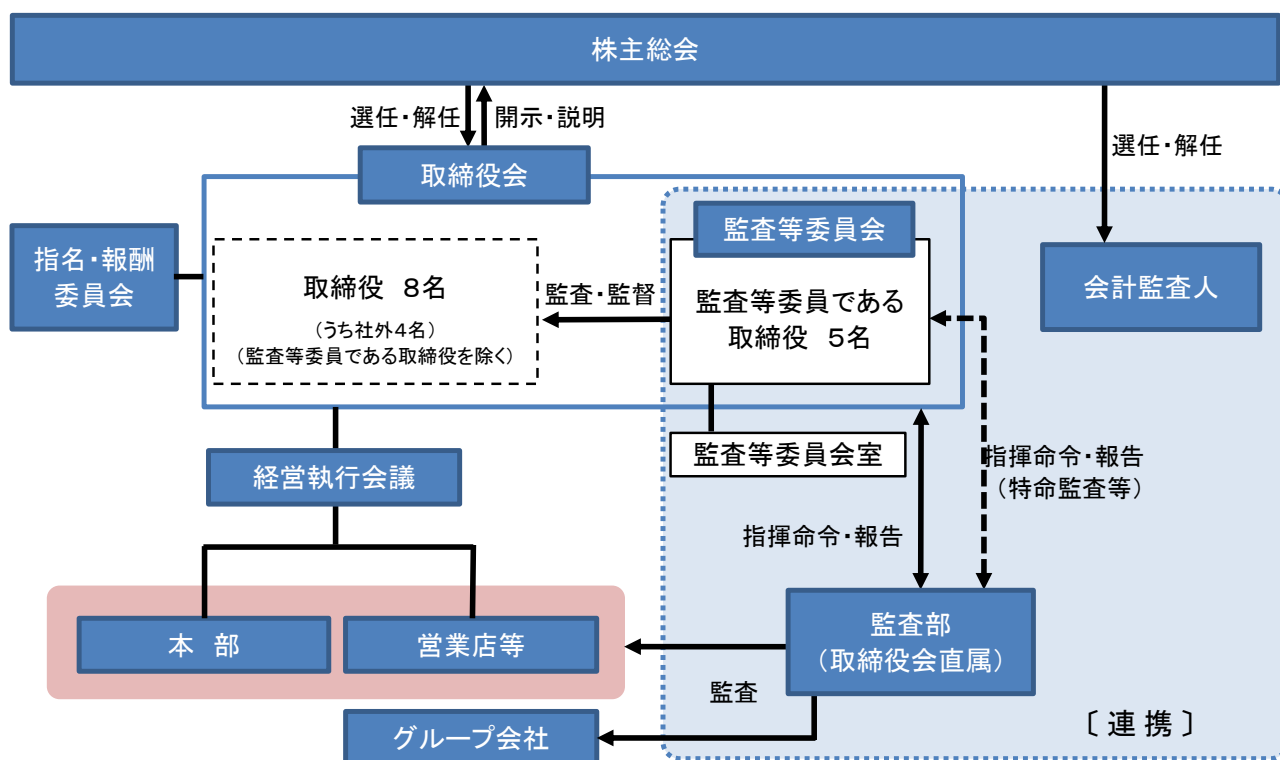 株主総会
選任・解任
開示・説明
選任・解任
取締役会
監査等委員会
指名・報酬
委員会
取締役 8名
（うち社外4名）
（監査等委員である取締役を除く）
監査・監督
監査等委員である
取締役 5名
会計監査人
監査等委員会室
経営執行会議
指揮命令・報告
（特命監査等）
指揮命令・報告
本 部
営業店等
監査部
（取締役会直属）
監査
グループ会社
〔連携〕